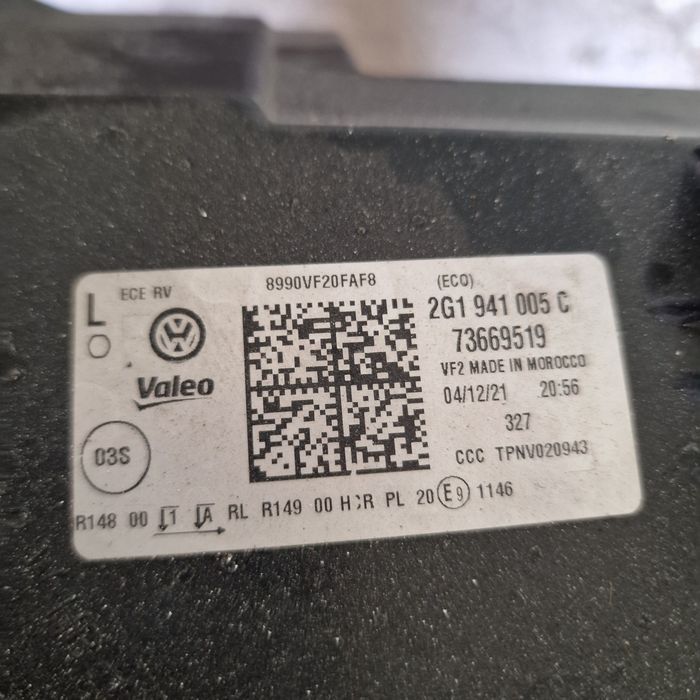 L ECE RV 8990VF20FAF8 (ECO)
2G1 941 005 C
Valeo 73669519
VF2 MADE IN MOROCCO
04/12/21 20:56
327
03S CCC TPNV020943
R148 00 1 A RL R149 00 HCR PL 20 E9 1146